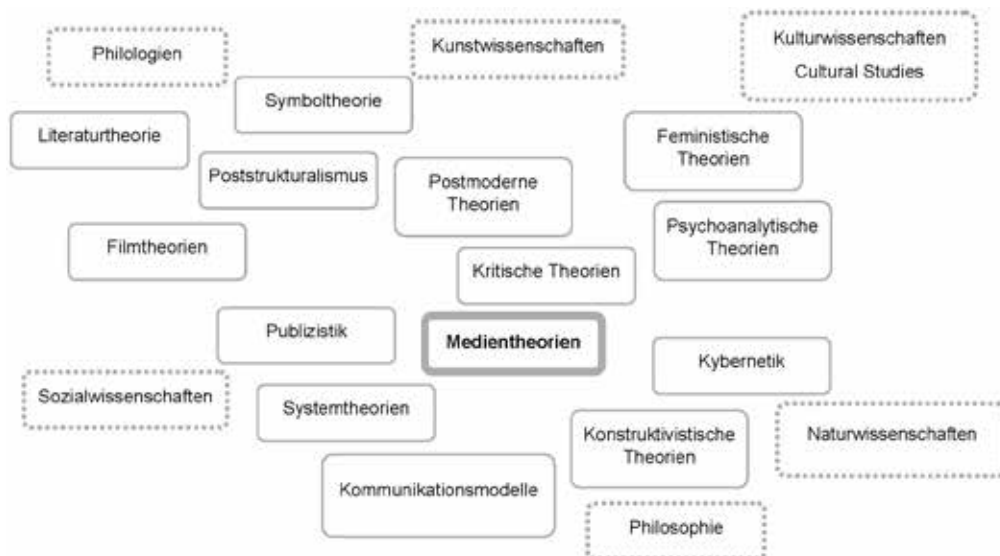 Philologien
Kunstwissenschaften
Kulturwissenschaften
Cultural Studies
Symboltheorie
Literaturtheorie
Feministische
Theorien
Poststrukturalismus
Postmoderne
Theorien
Psychoanalytische
Theorien
Filmtheorien
Kritische Theorien
Publizistik
Medientheorien
Kybernetik
Sozialwissenschaften
Systemtheorien
Konstruktivistische
Theorien
Naturwissenschaften
Kommunikationsmodelle
Philosophie